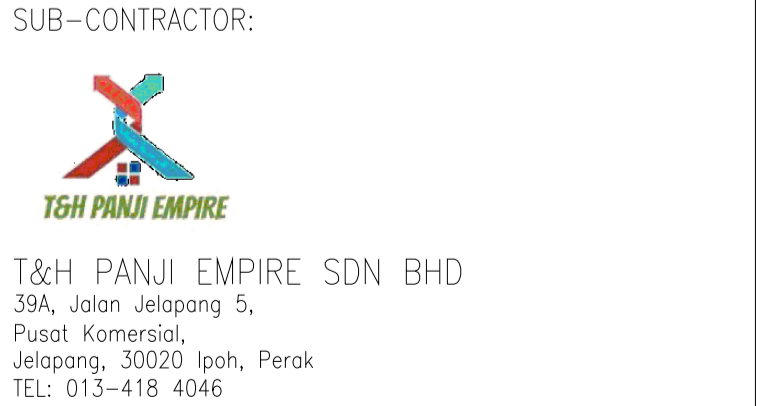 SUB-CONTRACTOR:
T&H PANJI EMPIRE
T&H PANJI EMPIRE SDN BHD
39A, Jalan Jelapang 5,
Pusat Komersial,
Jelapang, 30020 Ipoh, Perak
TEL: 013-418 4046